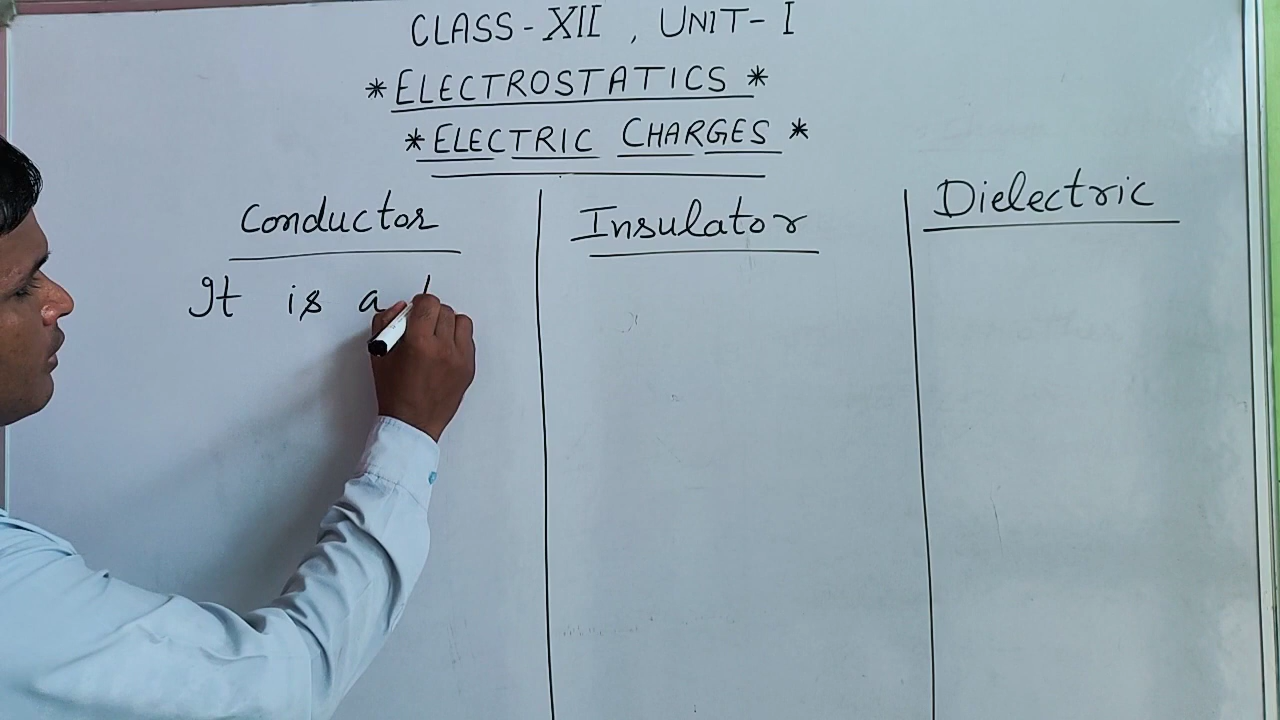 CLASS-XII , UNIT-I
*ELECTROSTATICS*
*ELECTRIC CHARGES*
Conductor
It is a
Insulator
Dielectric